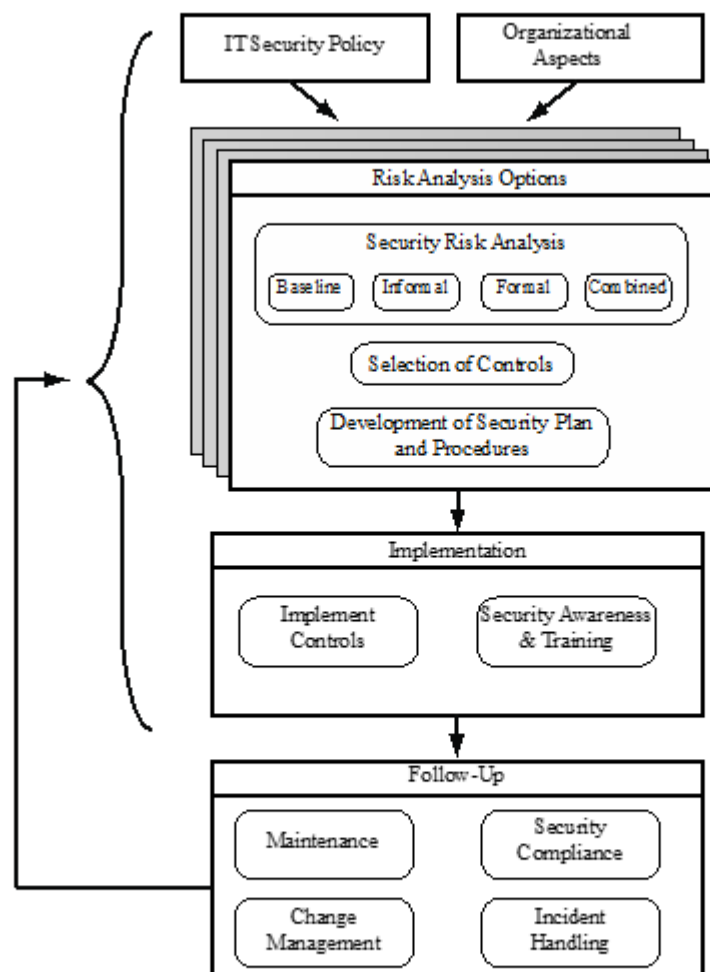 IT Security Policy
Organizational
Aspects
Risk Analysis Options
Security Risk Analysis
Baseline
Informal
Formal
Combined
Selection of Controls
Development of Security Plan
and Procedures
Implementation
Implement
Controls
Security Awareness
& Training
Follow-Up
Maintenance
Security
Compliance
Change
Management
Incident
Handling